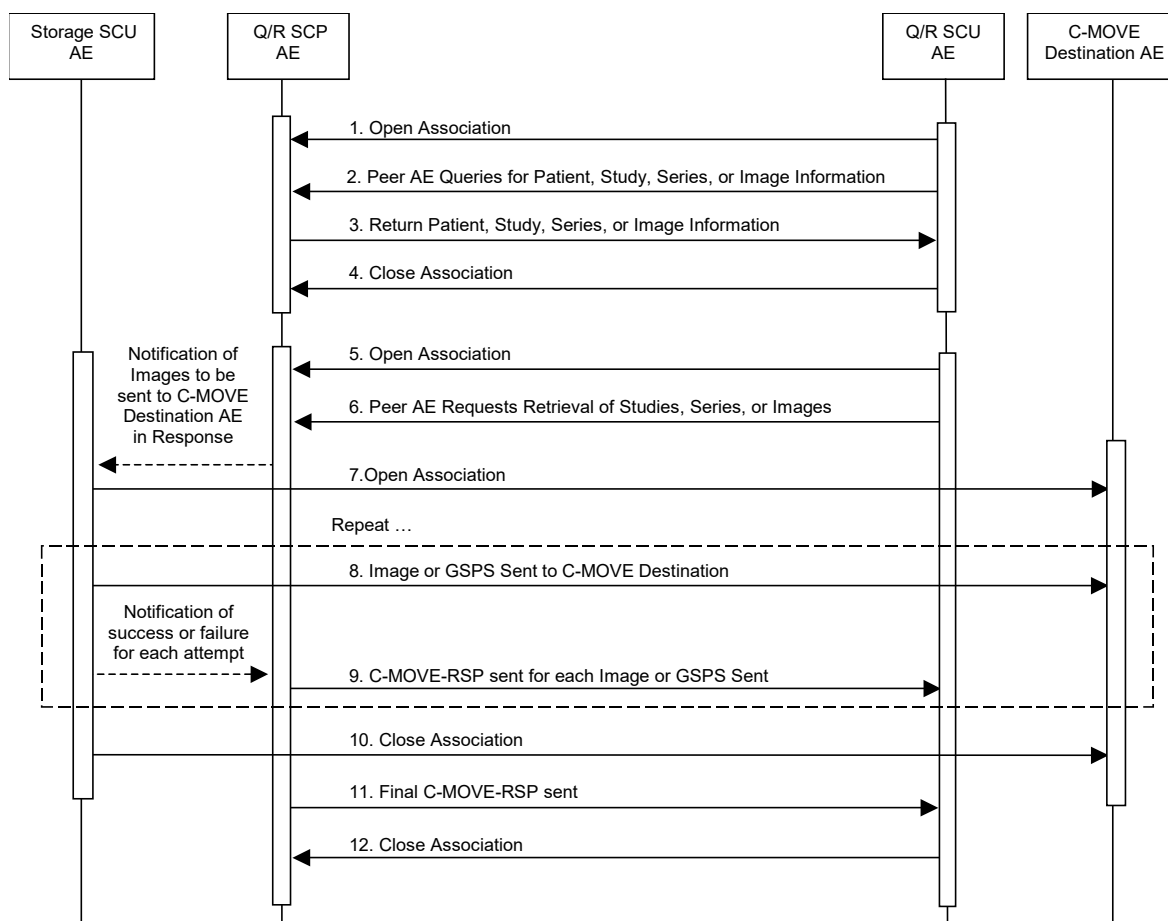 Storage SCU
AE
Q/R SCP
AE
Q/R SCU
AE
C-MOVE
Destination AE
1. Open Association
2. Peer AE Queries for Patient, Study, Series, or Image Information
3. Return Patient, Study, Series, or Image Information
4. Close Association
Notification of
Images to be
sent to C-MOVE
Destination AE
in Response
5. Open Association
6. Peer AE Requests Retrieval of Studies, Series, or Images
7.Open Association
Repeat …
8. Image or GSPS Sent to C-MOVE Destination
Notification of
success or failure
for each attempt
9. C-MOVE-RSP sent for each Image or GSPS Sent
10. Close Association
11. Final C-MOVE-RSP sent
12. Close Association